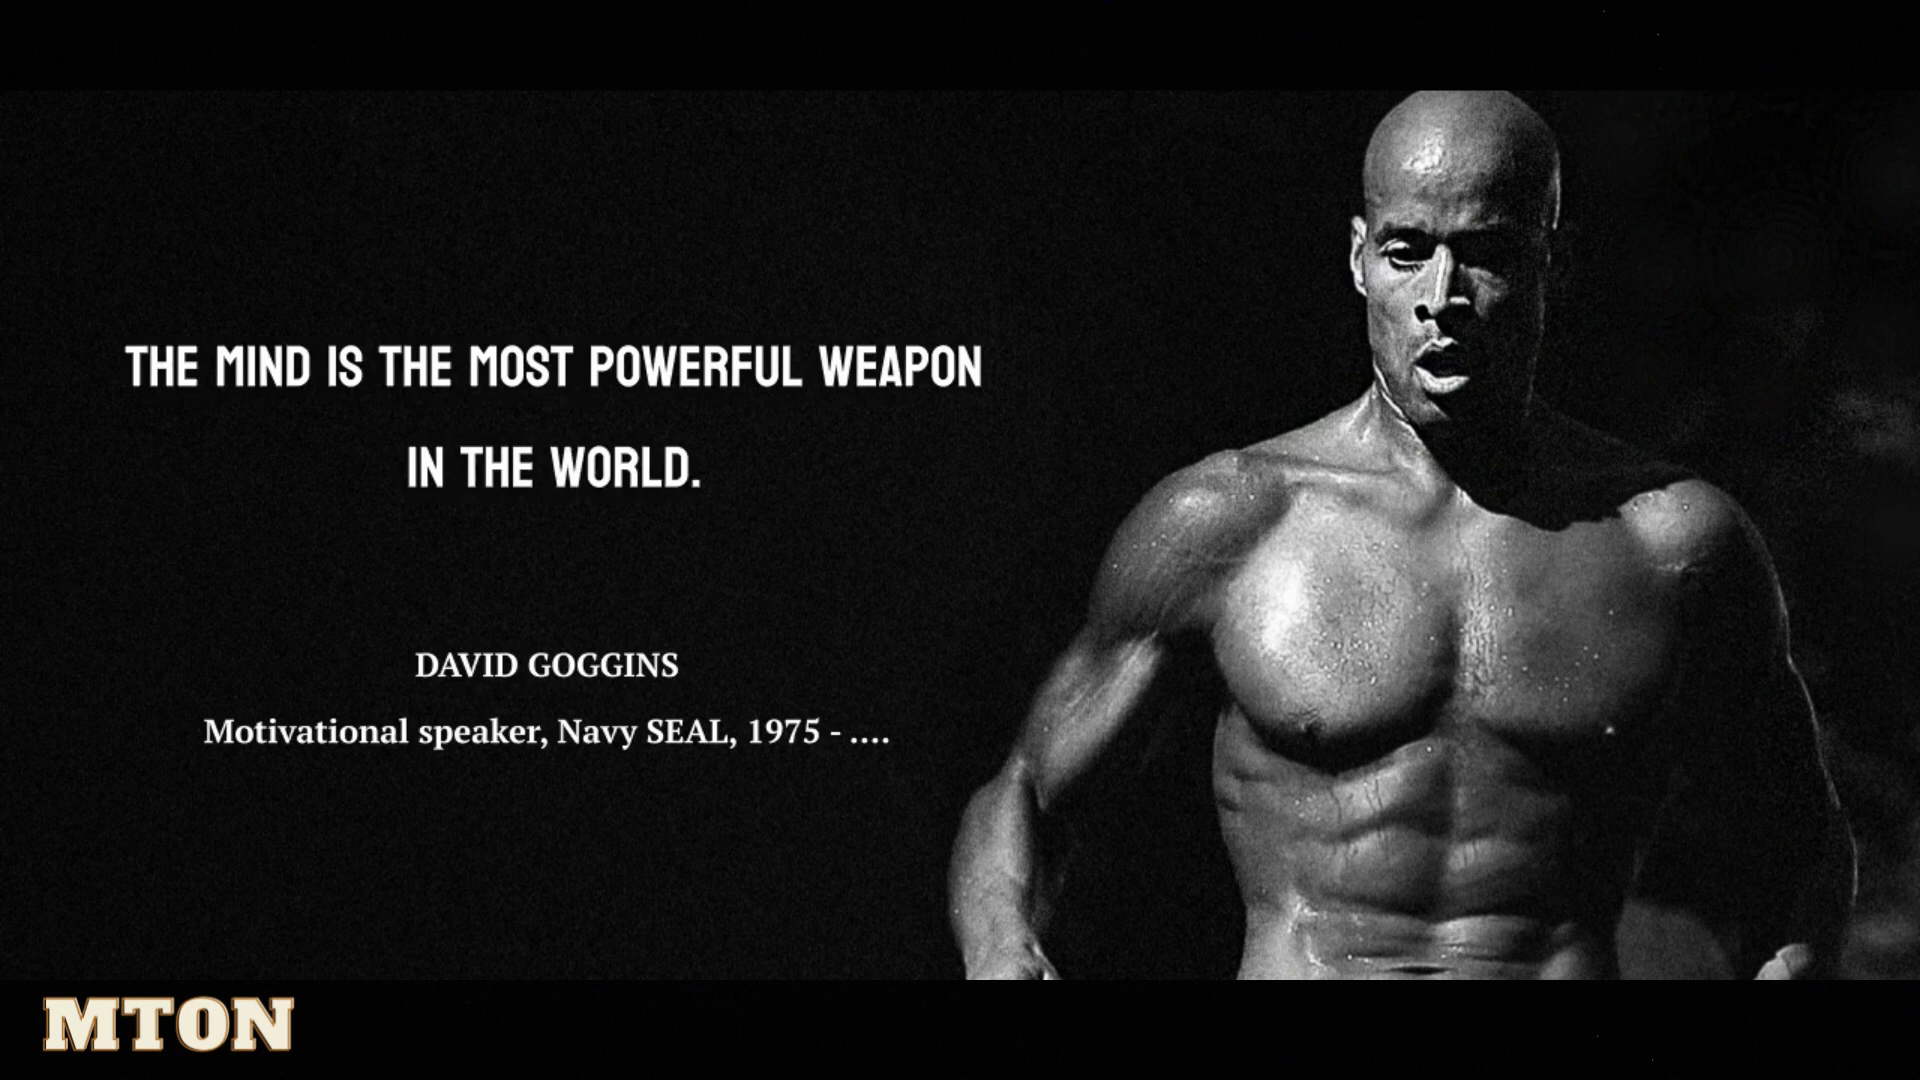 THE MIND IS THE MOST POWERFUL WEAPON
IN THE WORLD.
DAVID GOGGINS
Motivational speaker, Navy SEAL, 1975 - ....
MTON